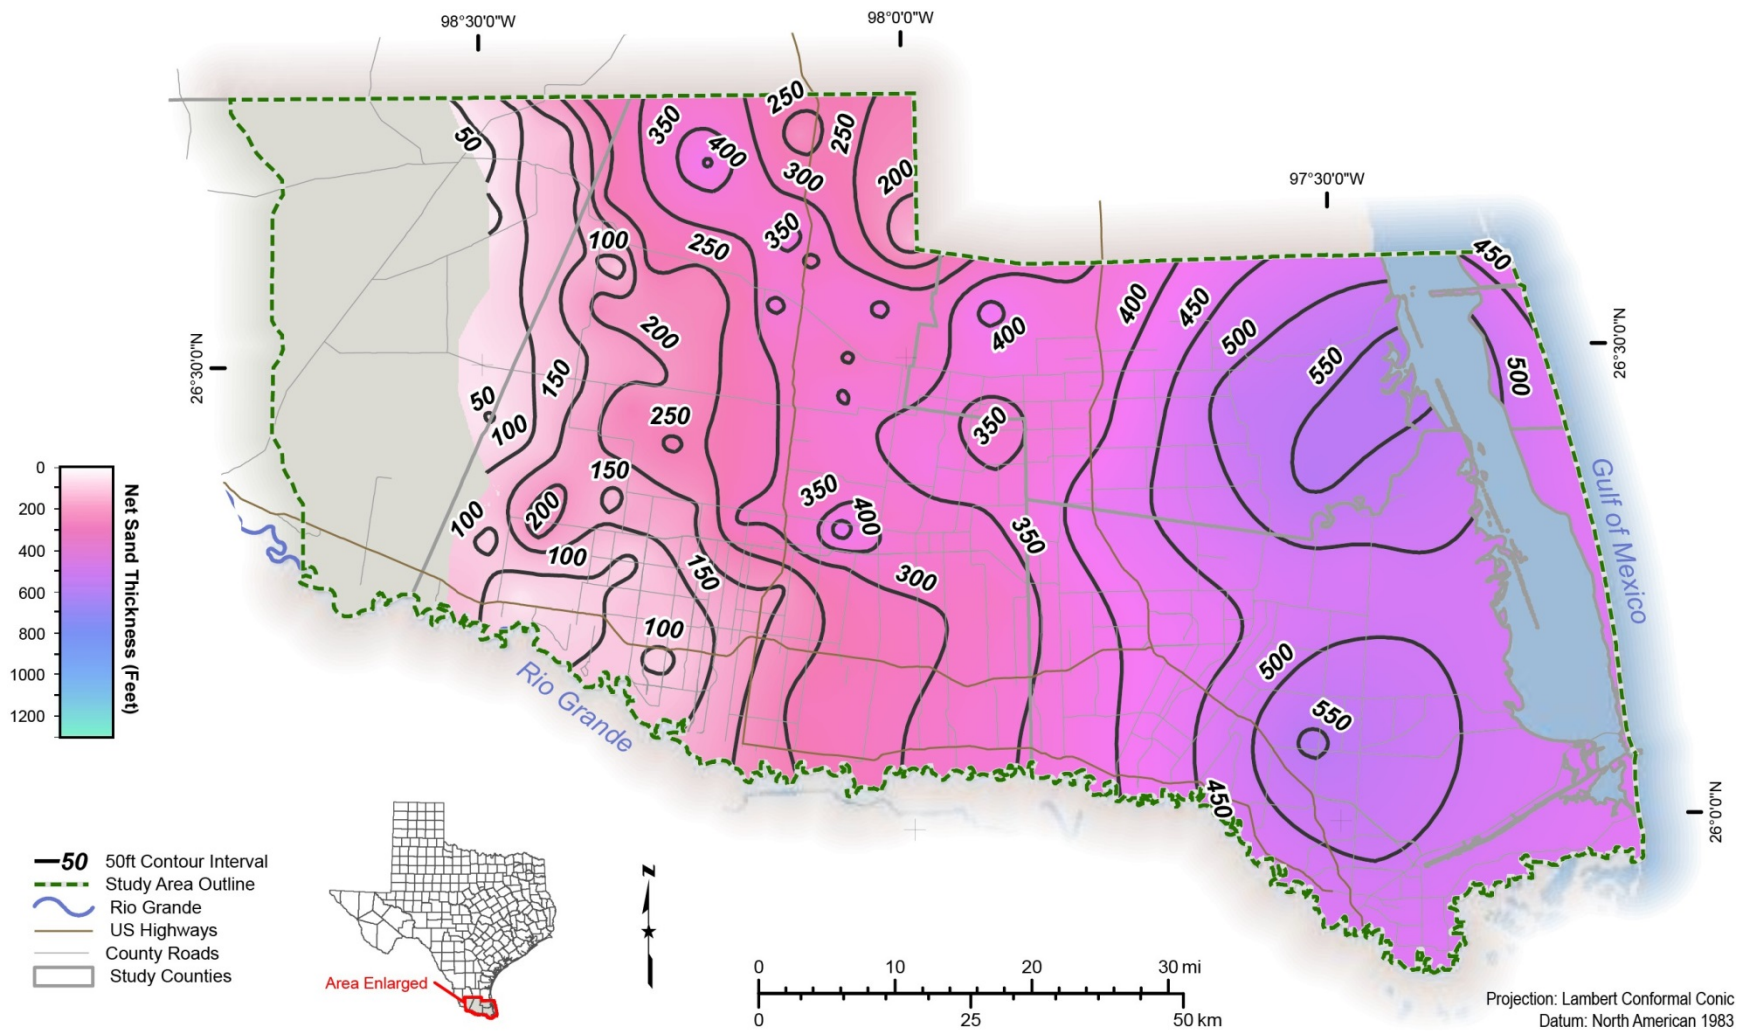 98°30'0"W
98°0'0"W
97°30'0"W
26°30'0"N
26°30'0"N
26°0'0"N
50
350
400
250
250
300
200
350
250
100
200
150
50
100
250
150
200
100
100
150
100
350
400
300
350
350
400
400
450
500
550
450
500
500
550
450
Gulf of Mexico
Rio Grande
Net Sand Thickness (Feet)
0
200
400
600
800
1000
1200
50 50ft Contour Interval
Study Area Outline
Rio Grande
US Highways
County Roads
Study Counties
Area Enlarged
N
0 10 20 30 mi
0 25 50 km
Projection: Lambert Conformal Conic
Datum: North American 1983